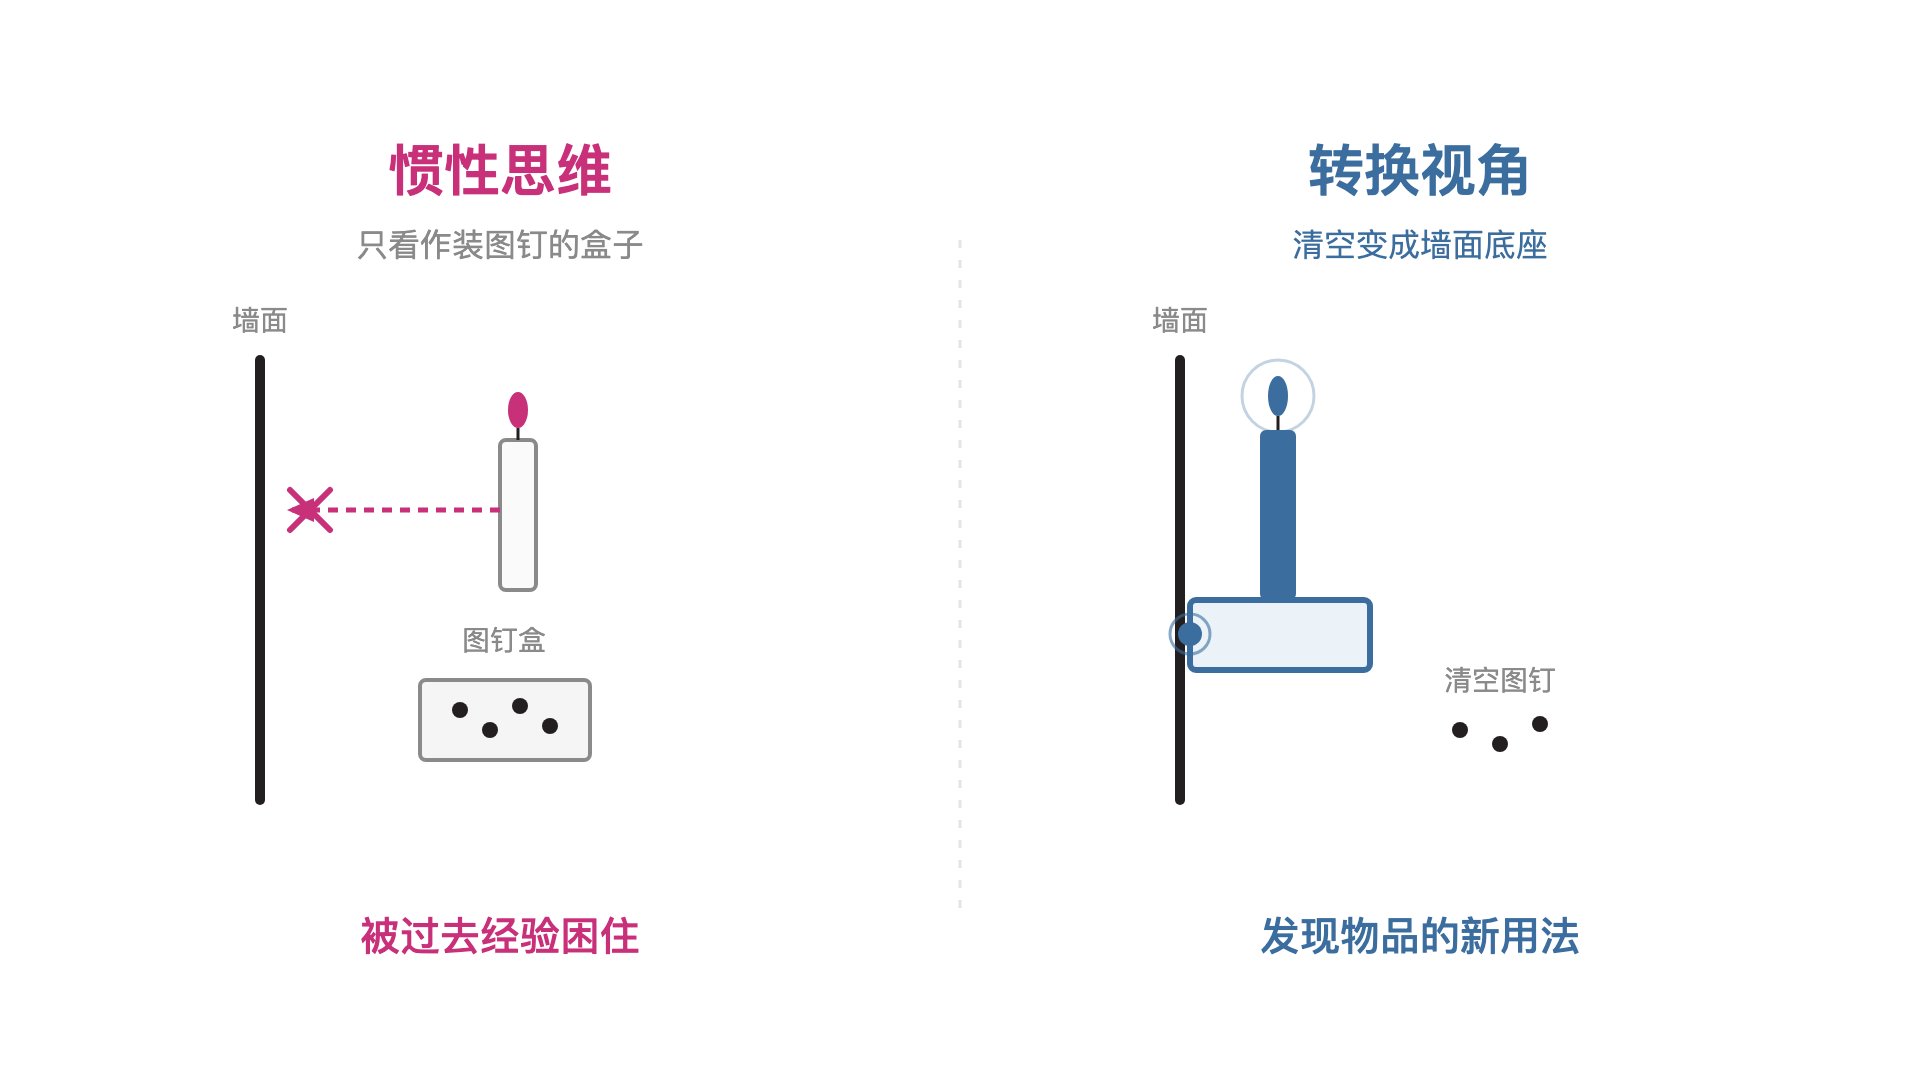 惯性思维
只看作装图钉的盒子
墙面
图钉盒
被过去经验困住
转换视角
清空变成墙面底座
墙面
清空图钉
发现物品的新用法